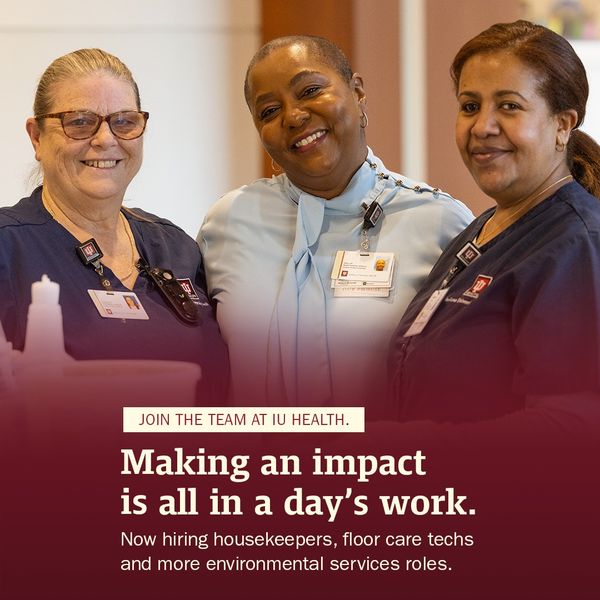 JOIN THE TEAM AT IU HEALTH.
Making an impact
is all in a day's work.
Now hiring housekeepers, floor care techs
and more environmental services roles.